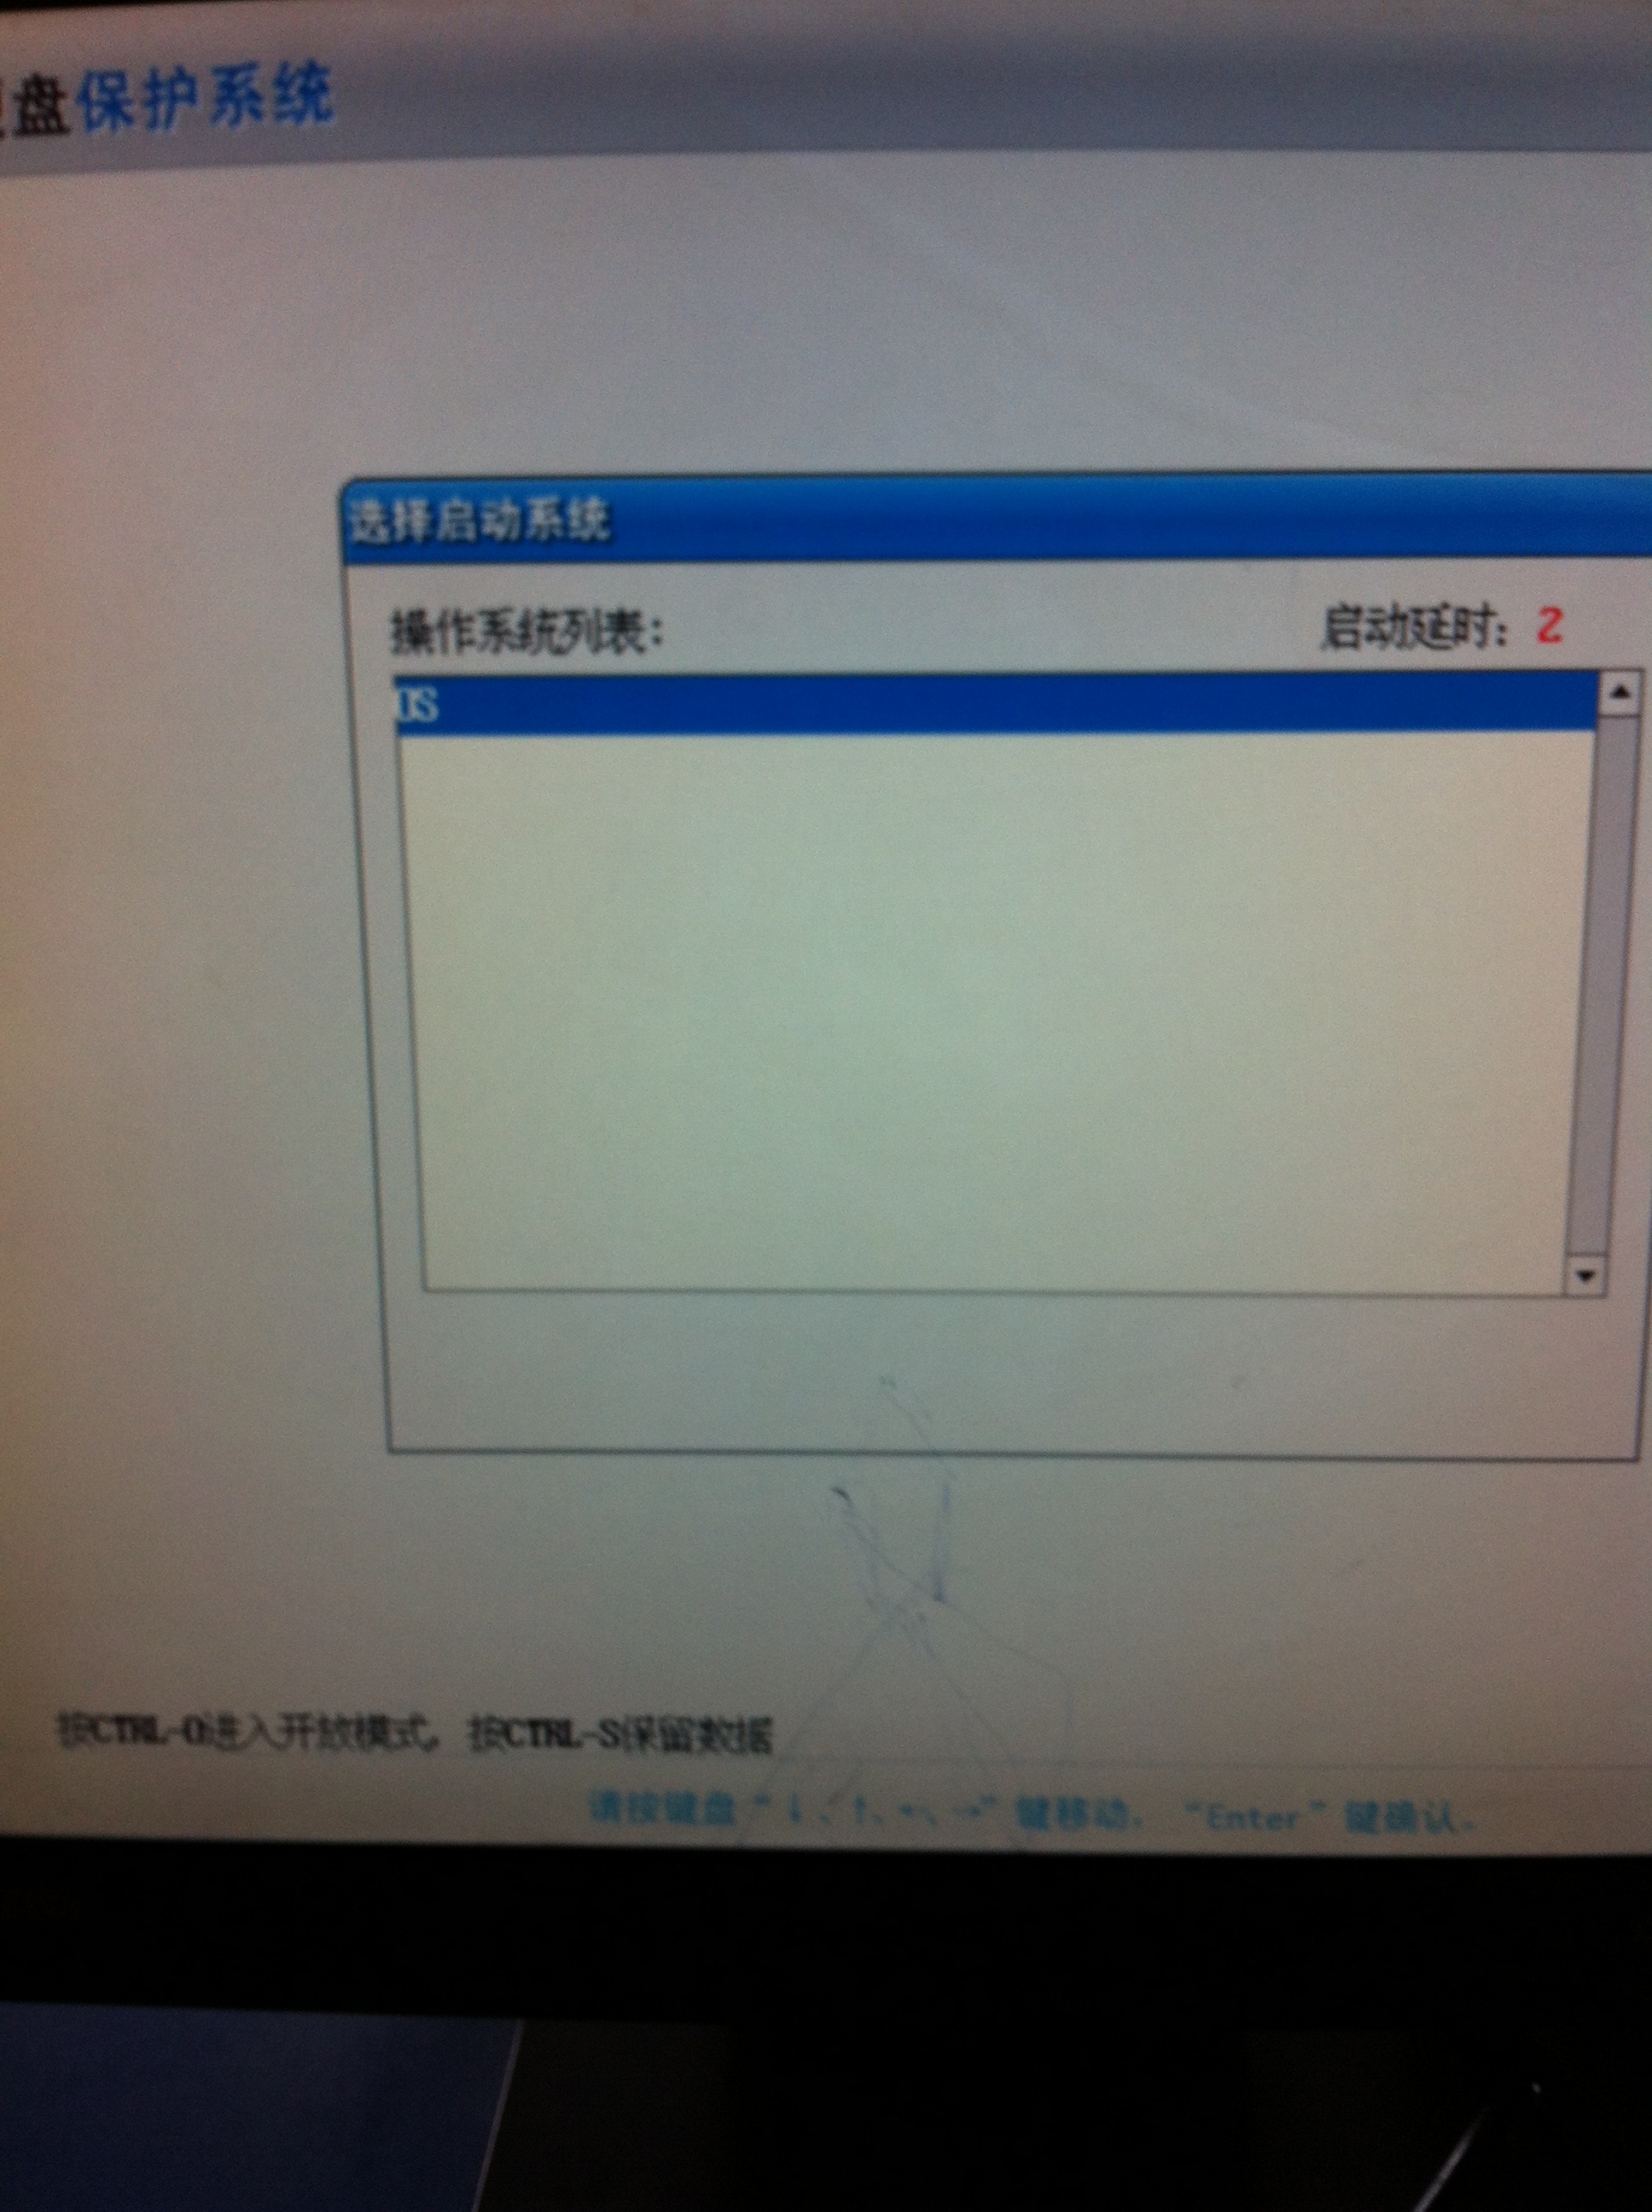 盘保护系统
选择启动系统
操作系统列表: 启动延时: 2
OS
按CTRL-O进入开放模式，按CTRL-S保留数据
请按键盘“↓、↑、←、→”键移动，“Enter”键确认.